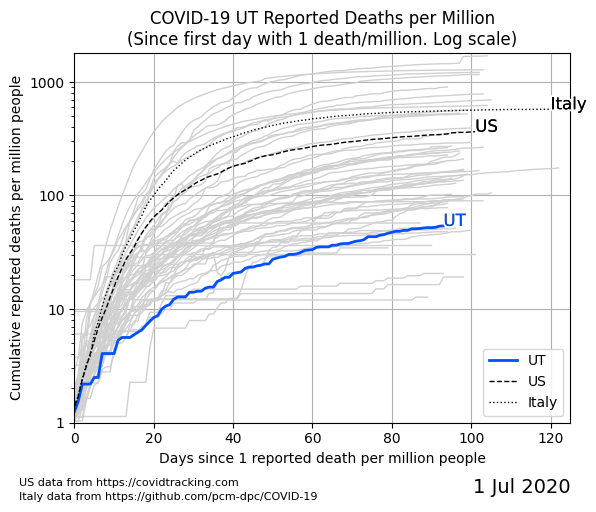 COVID-19 UT Reported Deaths per Million
(Since first day with 1 death/million. Log scale)
Cumulative reported deaths per million people
1000
100
10
1
Italy
US
UT
UT
US
Italy
0 20 40 60 80 100 120
Days since 1 reported death per million people
US data from https://covidtracking.com
Italy data from https://github.com/pcm-dpc/COVID-19
1 Jul 2020